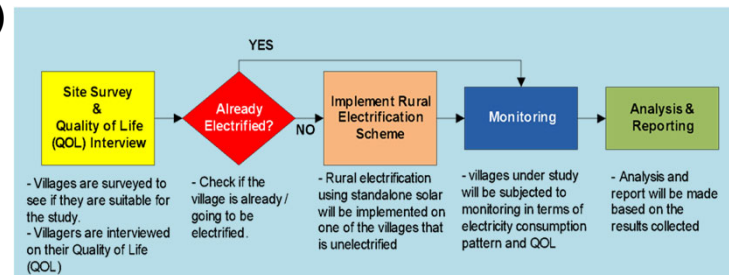 )
YES
Site Survey
&
Quality of Life
(QOL) Interview
Already
Electrified?
NO
Implement Rural
Electrification
Scheme
Monitoring
Analysis &
Reporting
- Villages are surveyed to
see if they are suitable for
the study.
- Villagers are interviewed
on their Quality of Life
(QOL)
- Check if the
village is already /
going to be
electrified.
- Rural electrification
using standalone solar
will be implemented on
one of the villages that
is unelectrified
- villages under study
will be subjected to
monitoring in terms of
electricity consumption
pattern and QOL
- Analysis and
report will be made
based on the
results collected